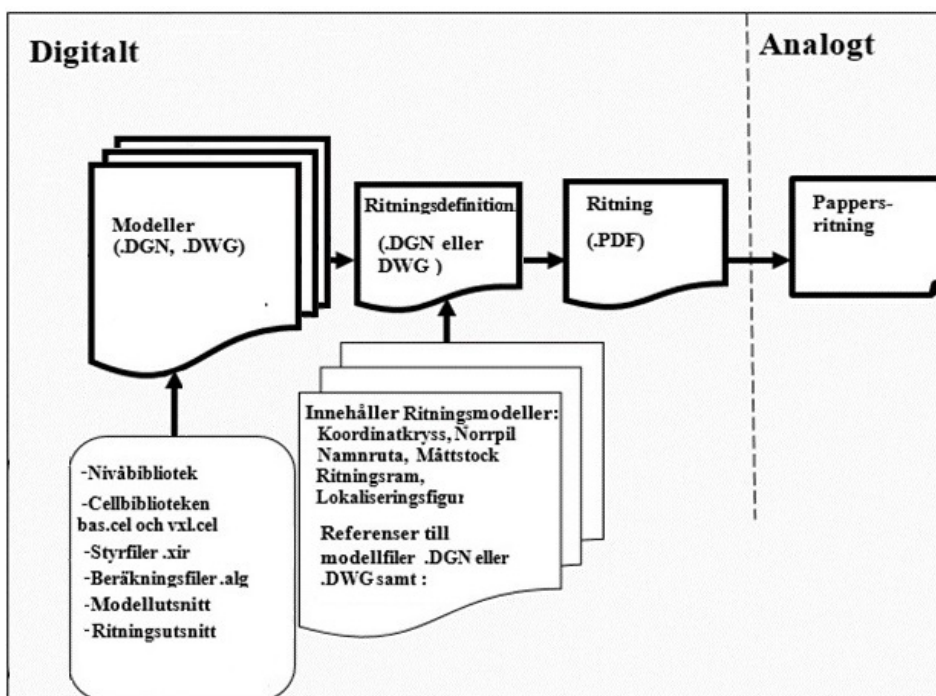 Digitalt
Analogt
Modeller
(.DGN, .DWG)
Ritningsdefinition.
(.DGN eller
DWG )
Ritning
(.PDF)
Pappers-
ritning
-Nivåbibliotek
-Cellbiblioteken
bas.cel och vxl.cel
-Styrfiler .xir
-Beräkningsfiler .alg
-Modellutsnitt
-Ritningsutsnitt
Innehåller Ritningsmodeller:
Koordinatkryss, Norrpil
Namnruta, Måttstock
Ritningsram,
Lokaliseringsfigur
Referenser till
modellfiler .DGN eller
.DWG samt :